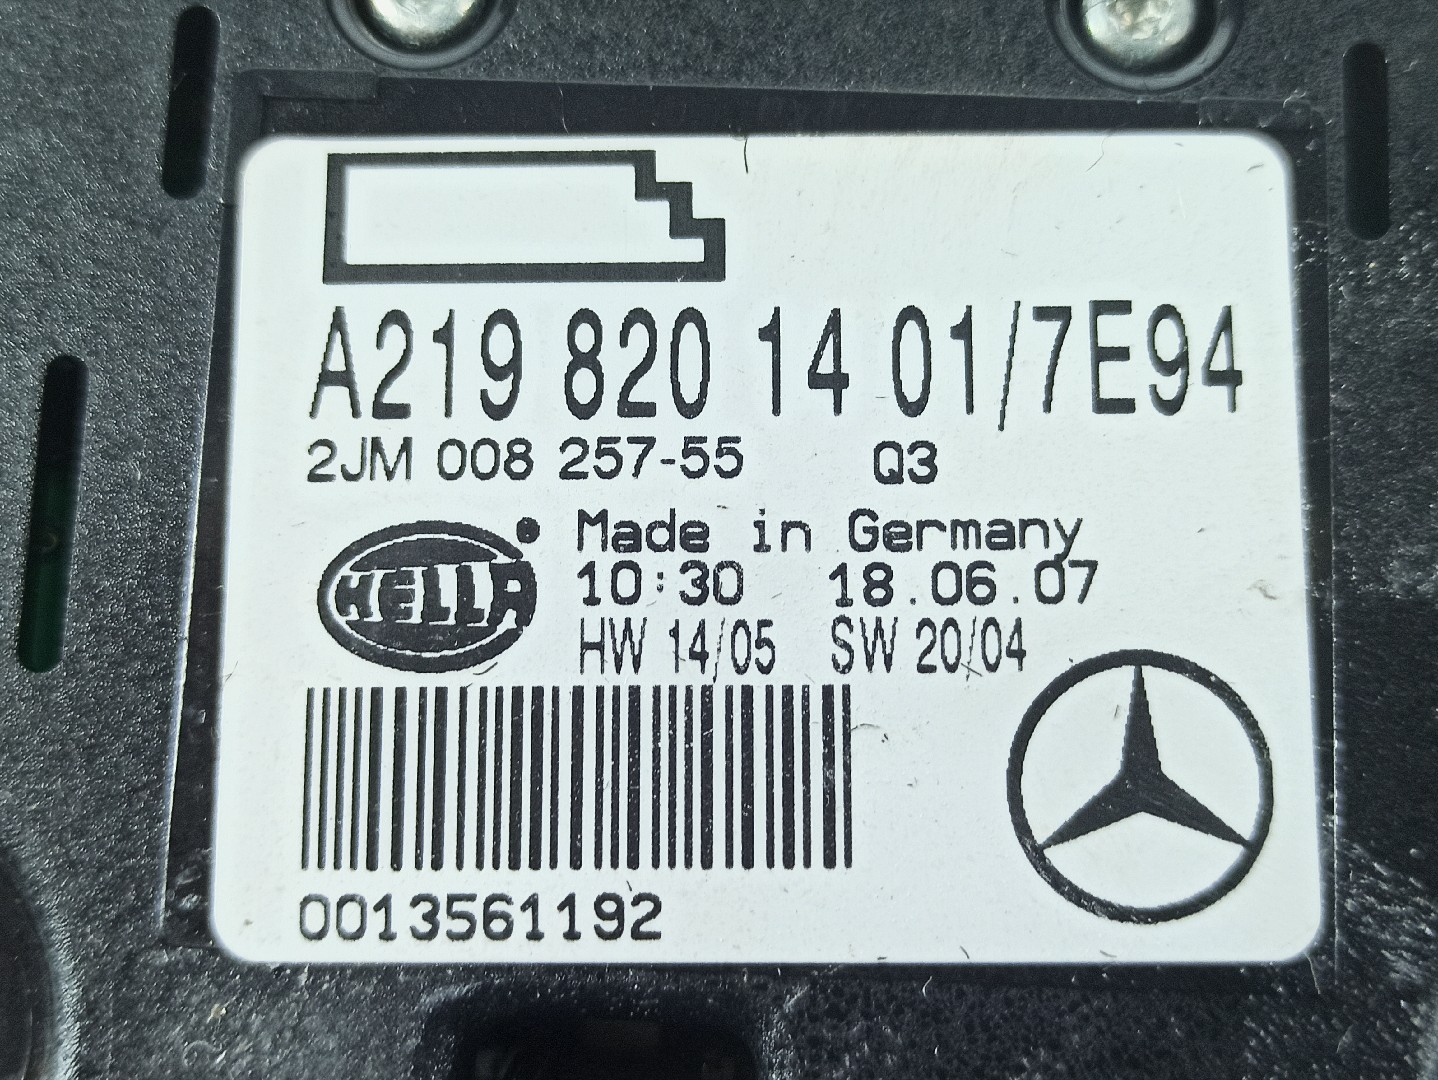 A219 820 14 01/7E94
2JM 008 257-55 Q3
HELLA
Made in Germany
10:30 18.06.07
HW 14/05 SW 20/04
0013561192